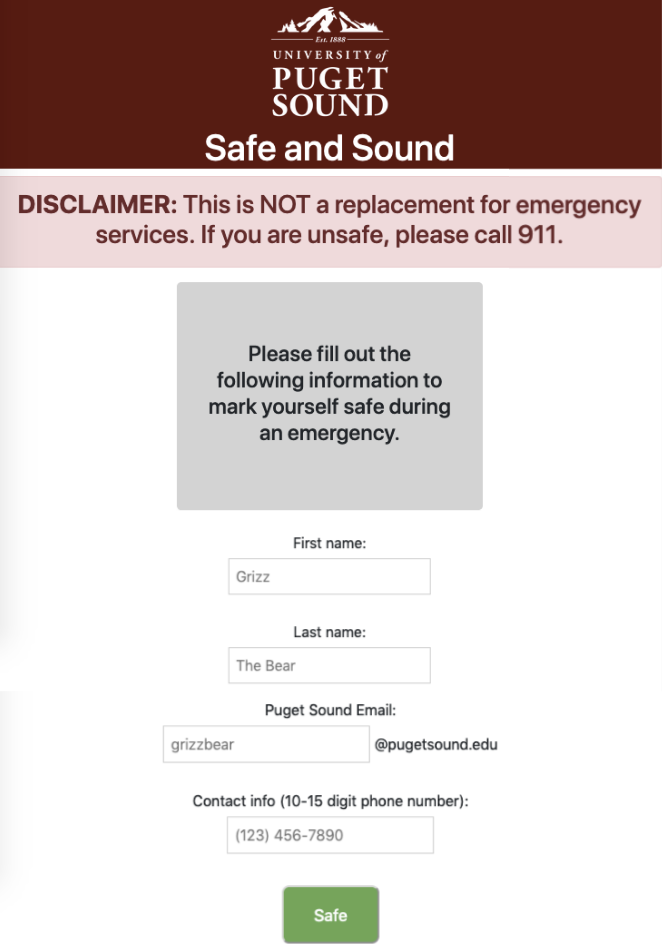 Est. 1888
UNIVERSITY of
PUGET
SOUND
Safe and Sound
DISCLAIMER: This is NOT a replacement for emergency
services. If you are unsafe, please call 911.
Please fill out the
following information to
mark yourself safe during
an emergency.
First name:
Grizz
Last name:
The Bear
Puget Sound Email:
grizzbear @pugetsound.edu
Contact info (10-15 digit phone number):
(123) 456-7890
Safe